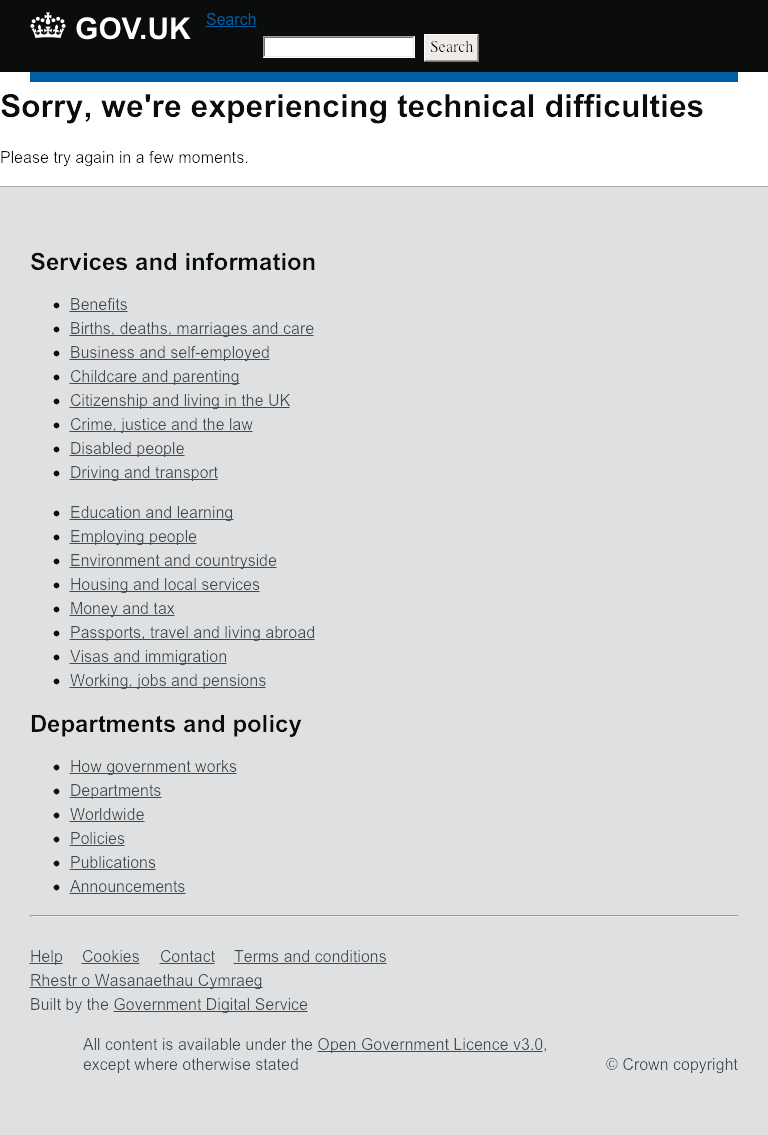 GOV.UK
Search
Search
Sorry, we're experiencing technical difficulties
Please try again in a few moments.
Services and information
Benefits
Births, deaths, marriages and care
Business and self-employed
Childcare and parenting
Citizenship and living in the UK
Crime, justice and the law
Disabled people
Driving and transport
Education and learning
Employing people
Environment and countryside
Housing and local services
Money and tax
Passports, travel and living abroad
Visas and immigration
Working, jobs and pensions
Departments and policy
How government works
Departments
Worldwide
Policies
Publications
Announcements
Help Cookies Contact Terms and conditions
Rhestr o Wasanaethau Cymraeg
Built by the Government Digital Service
All content is available under the Open Government Licence v3.0,
except where otherwise stated
© Crown copyright